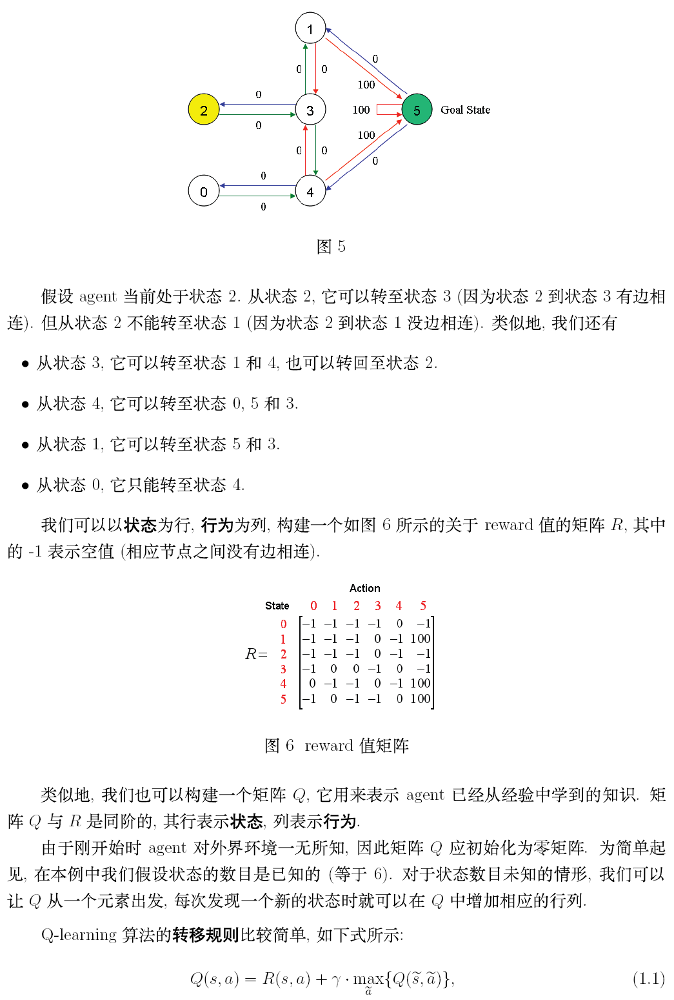 1
0
0
0
100
0
100
2
3
5
Goal State
0
100
0
0
0
0
0
4
0
图 5
假设 agent 当前处于状态 2. 从状态 2, 它可以转至状态 3 (因为状态 2 到状态 3 有边相
连). 但从状态 2 不能转至状态 1 (因为状态 2 到状态 1 没边相连). 类似地, 我们还有
• 从状态 3, 它可以转至状态 1 和 4, 也可以转回至状态 2.
• 从状态 4, 它可以转至状态 0, 5 和 3.
• 从状态 1, 它可以转至状态 5 和 3.
• 从状态 0, 它只能转至状态 4.
我们可以以状态为行, 行为为列, 构建一个如图 6 所示的关于 reward 值的矩阵 R, 其中
的 -1 表示空值 (相应节点之间没有边相连).
Action
State 0 1 2 3 4 5
0 −1 −1 −1 −1 0 −1
1 −1 −1 −1 0 −1 100
R= 2 −1 −1 −1 0 −1 −1
3 −1 0 0 −1 0 −1
4 0 −1 −1 0 −1 100
5 −1 0 −1 −1 0 100
图 6 reward 值矩阵
类似地, 我们也可以构建一个矩阵 Q, 它用来表示 agent 已经从经验中学到的知识. 矩
阵 Q 与 R 是同阶的, 其行表示状态, 列表示行为.
由于刚开始时 agent 对外界环境一无所知, 因此矩阵 Q 应初始化为零矩阵. 为简单起
见, 在本例中我们假设状态的数目是已知的 (等于 6). 对于状态数目未知的情形, 我们可以
让 Q 从一个元素出发, 每次发现一个新的状态时就可以在 Q 中增加相应的行列.
Q-learning 算法的转移规则比较简单, 如下式所示:
Q(s, a) = R(s, a) + γ · max_ã{Q(s̃, ã)}, (1.1)